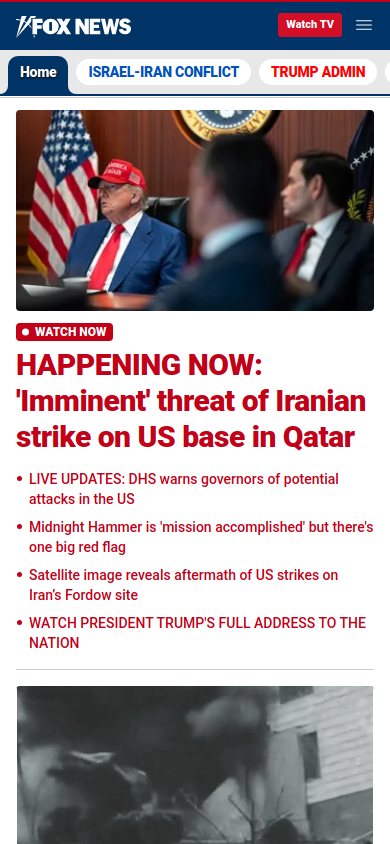 FOX NEWS
Watch TV
Home
ISRAEL-IRAN CONFLICT
TRUMP ADMIN
WATCH NOW
HAPPENING NOW:
'Imminent' threat of Iranian
strike on US base in Qatar
• LIVE UPDATES: DHS warns governors of potential
attacks in the US
• Midnight Hammer is 'mission accomplished' but there's
one big red flag
• Satellite image reveals aftermath of US strikes on
Iran's Fordow site
• WATCH PRESIDENT TRUMP'S FULL ADDRESS TO THE
NATION